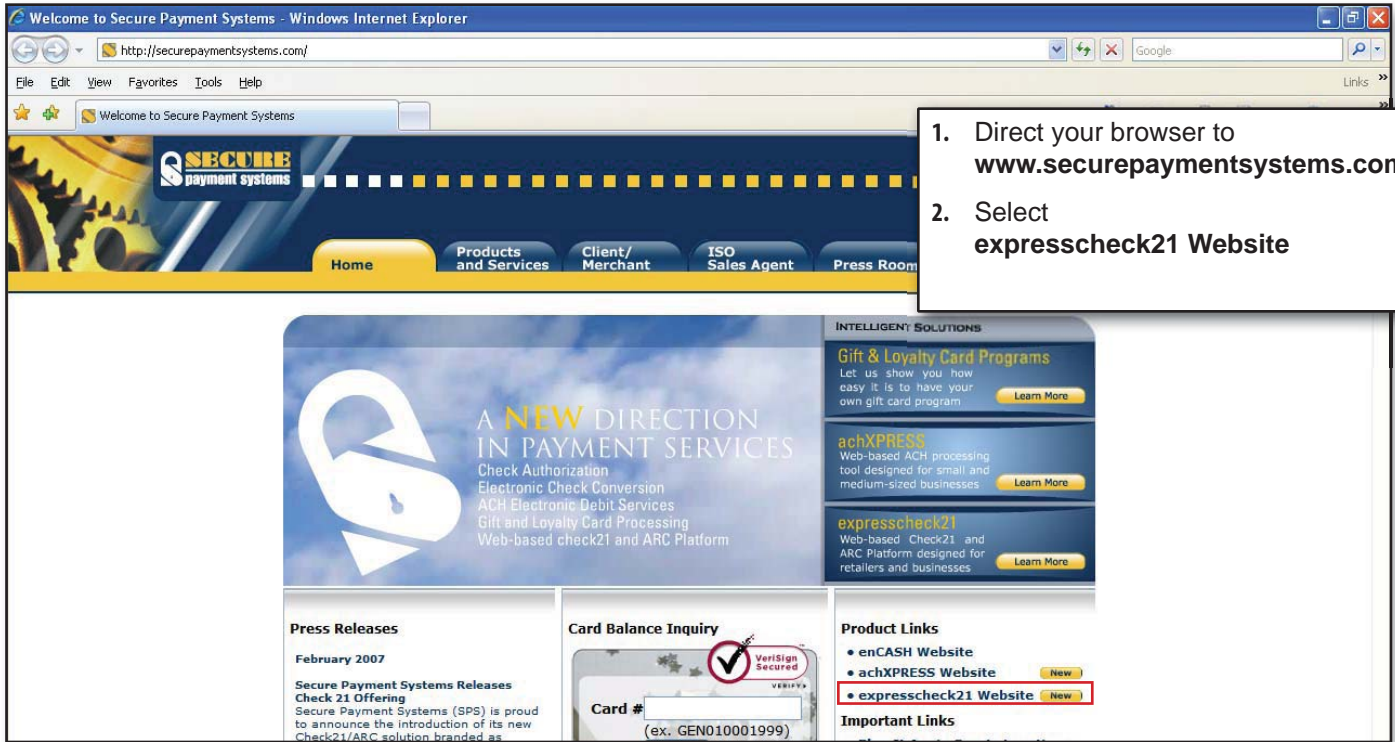 Welcome to Secure Payment Systems - Windows Internet Explorer
http://securepaymentsystems.com/
Google
File Edit View Favorites Tools Help
Links »
Welcome to Secure Payment Systems
1. Direct your browser to
www.securepaymentsystems.com
2. Select
expresscheck21 Website
SECURE
payment systems
Home
Products
and Services
Client/
Merchant
ISO
Sales Agent
Press Room
A NEW DIRECTION
IN PAYMENT SERVICES
Check Authorization
Electronic Check Conversion
ACH Electronic Debit Services
Gift and Loyalty Card Processing
Web-based check21 and ARC Platform
INTELLIGENT SOLUTIONS
Gift & Loyalty Card Programs
Let us show you how
easy it is to have your
own gift card program
Learn More
achXPRESS
Web-based ACH processing
tool designed for small and
medium-sized businesses
Learn More
expresscheck21
Web-based Check21 and
ARC Platform designed for
retailers and businesses
Learn More
Press Releases
February 2007
Secure Payment Systems Releases
Check 21 Offering
Secure Payment Systems (SPS) is proud
to announce the introduction of its new
Check21/ARC solution branded as
Card Balance Inquiry
VeriSign
Secured
VERIFY
Card #
(ex. GEN010001999)
Product Links
• enCASH Website
• achXPRESS Website New
• expresscheck21 Website New
Important Links